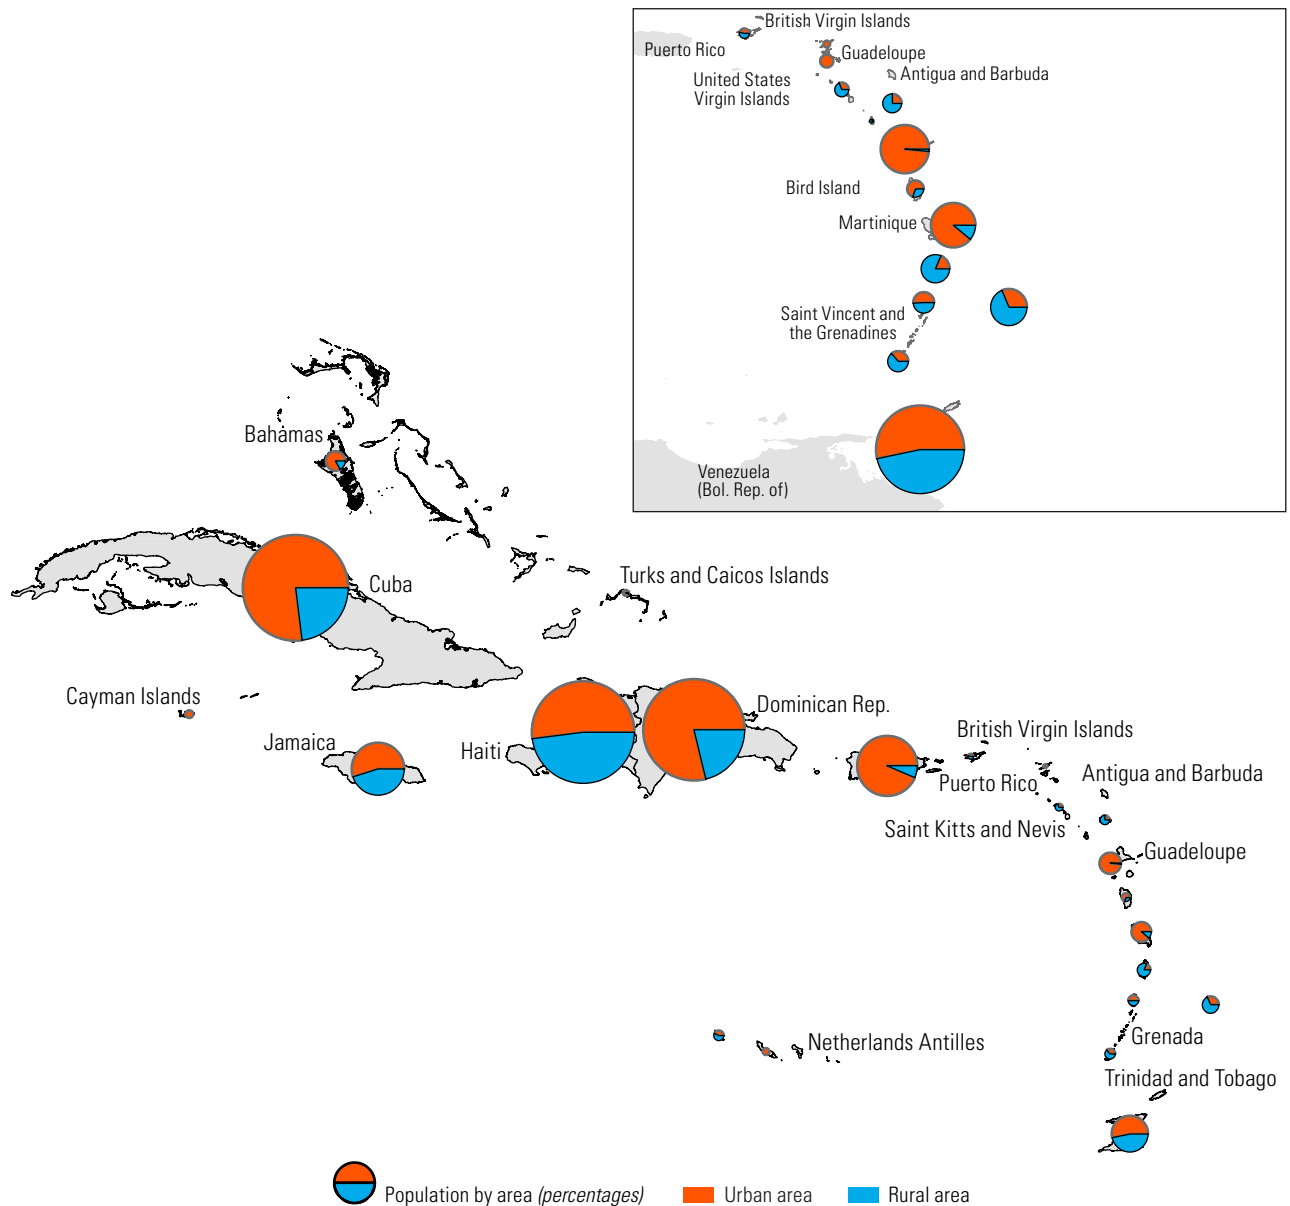 British Virgin Islands
Puerto Rico
Guadeloupe
United States
Virgin Islands
Antigua and Barbuda
Bird Island
Martinique
Saint Vincent and
the Grenadines
Venezuela
(Bol. Rep. of)
Bahamas
Cuba
Turks and Caicos Islands
Cayman Islands
Jamaica
Haiti
Dominican Rep.
British Virgin Islands
Puerto Rico
Antigua and Barbuda
Saint Kitts and Nevis
Guadeloupe
Netherlands Antilles
Grenada
Trinidad and Tobago
Population by area (percentages)
Urban area
Rural area